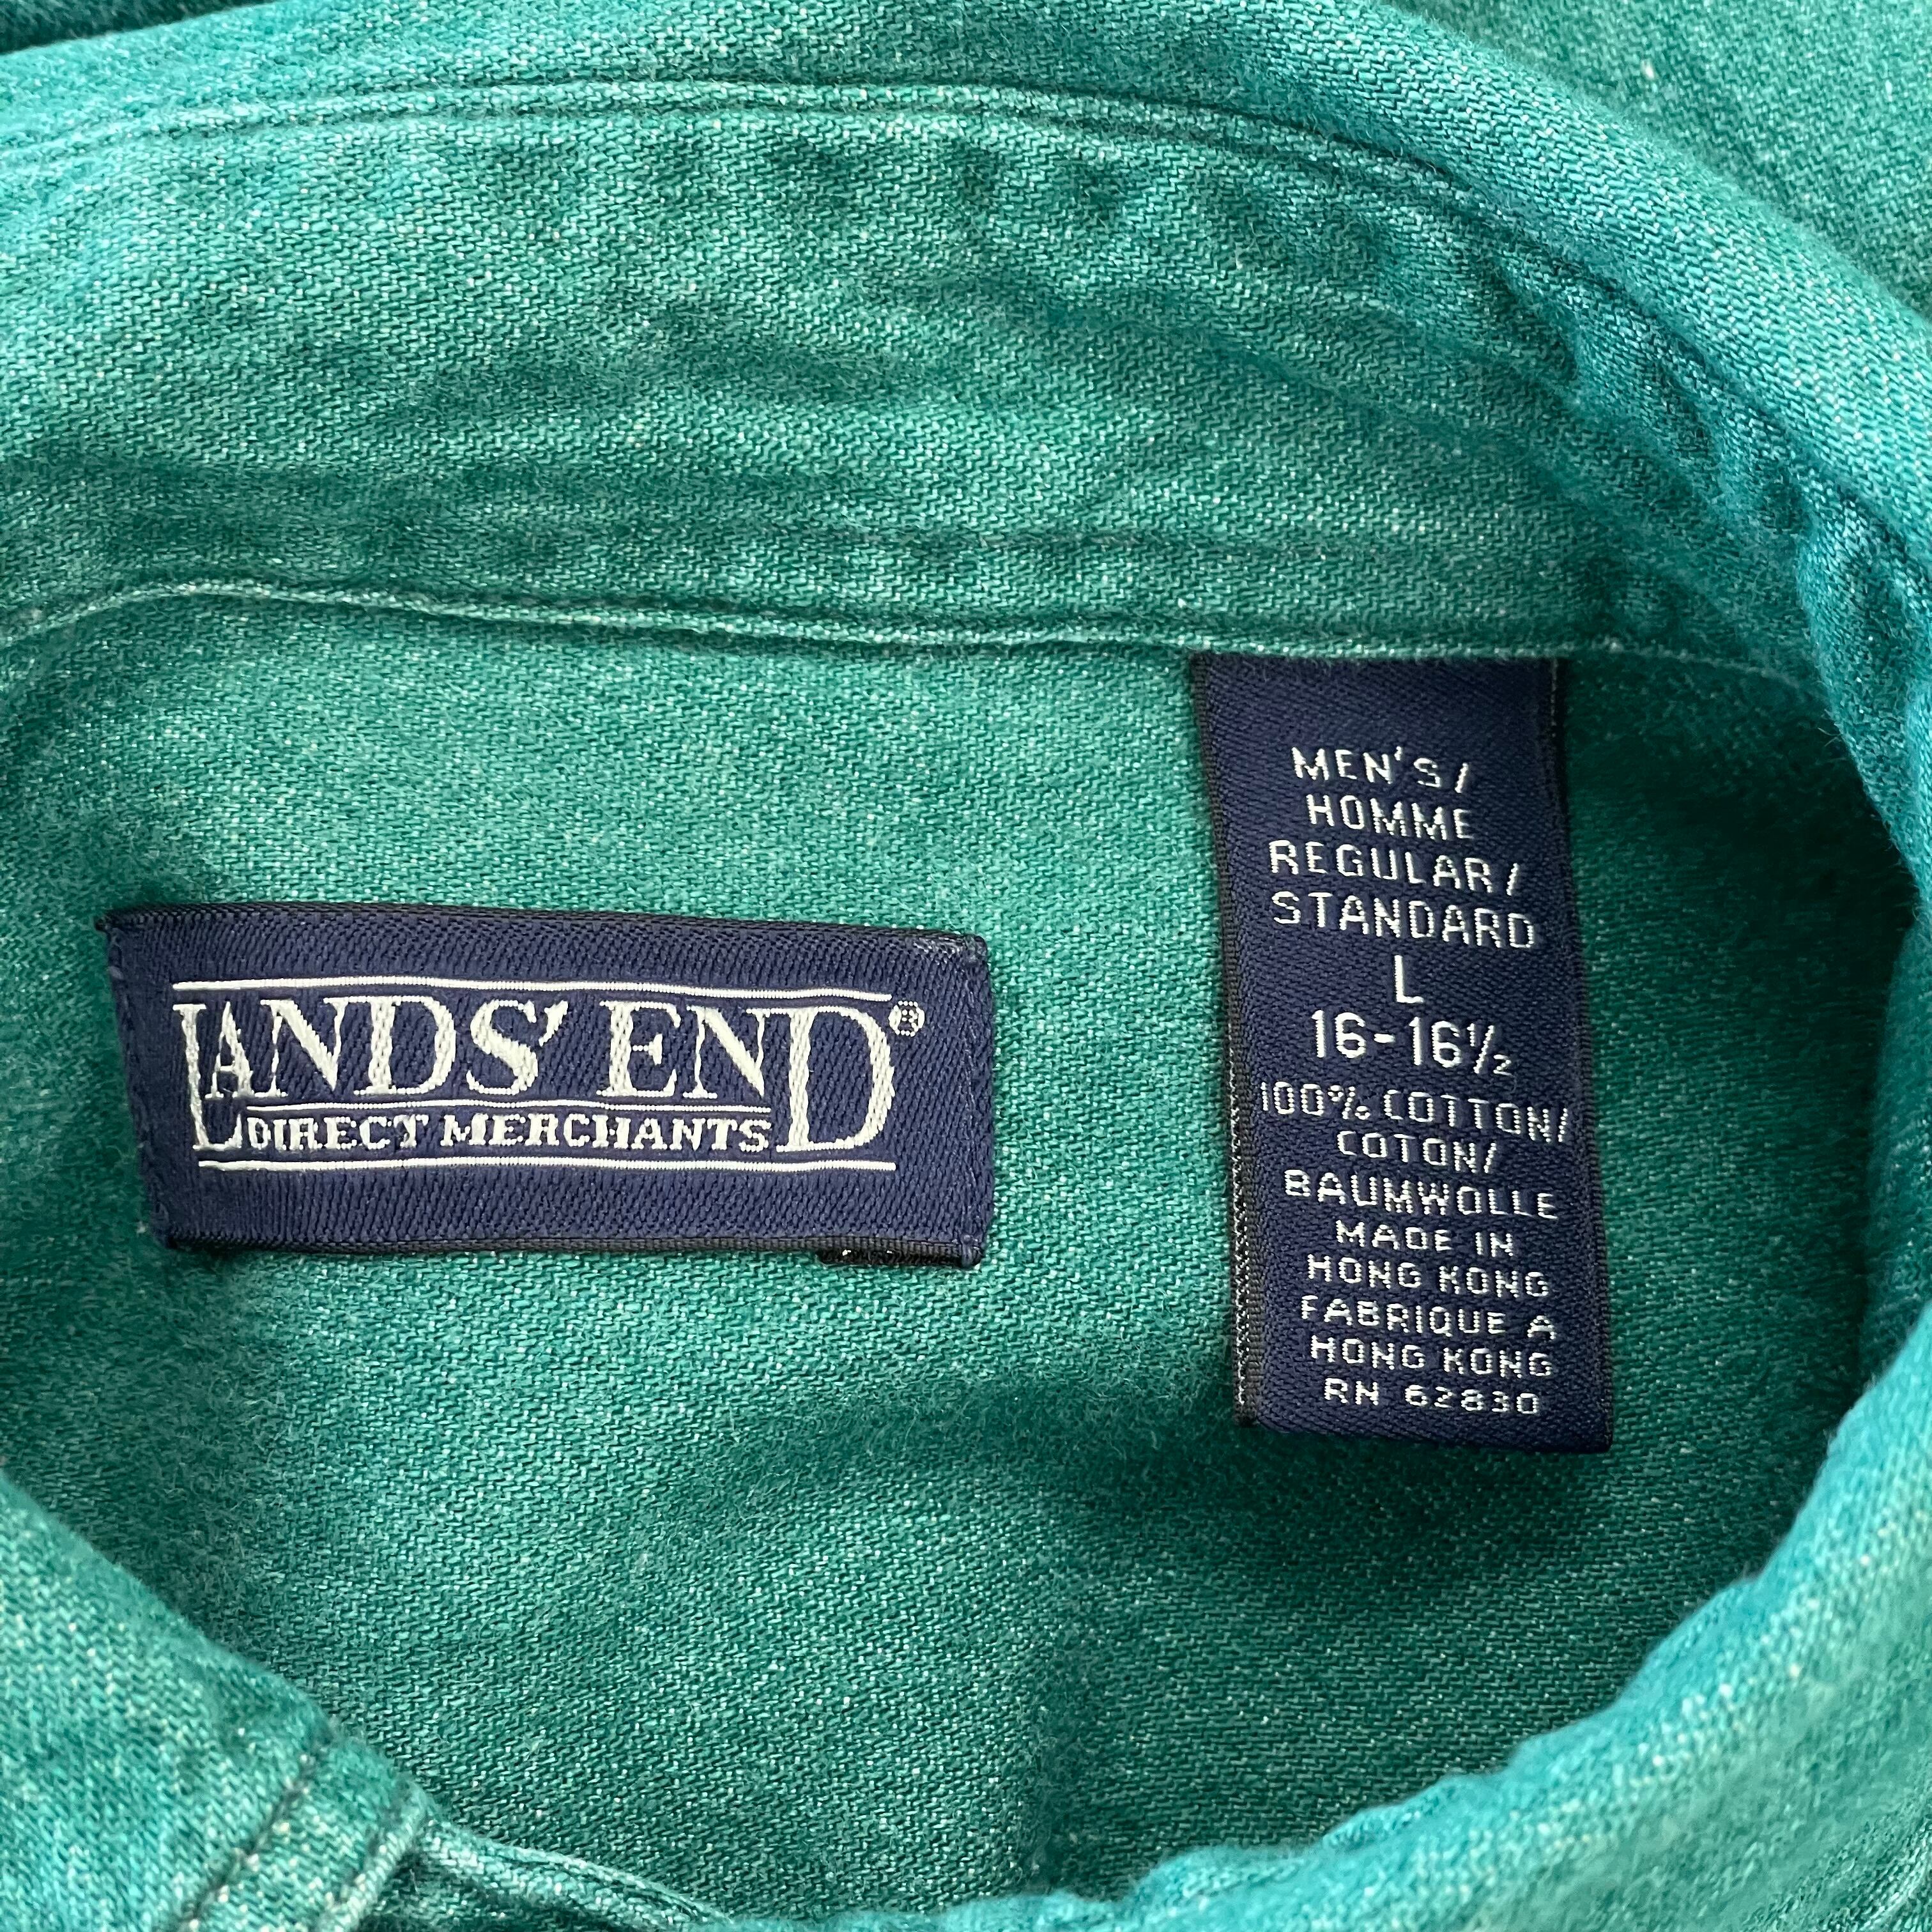 LANDS' END®
DIRECT MERCHANTS
MEN'S/
HOMME
REGULAR/
STANDARD
L
16-16½
100% COTTON/
COTON/
BAUMWOLLE
MADE IN
HONG KONG
FABRIQUE A
HONG KONG
RN 62830